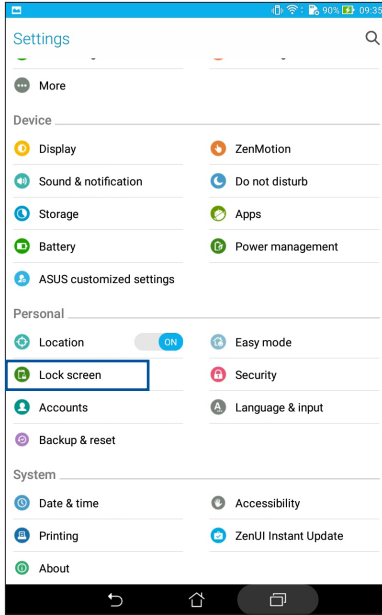 90% 09:35
Settings
More
Device
Display
ZenMotion
Sound & notification
Do not disturb
Storage
Apps
Battery
Power management
ASUS customized settings
Personal
Location ON
Easy mode
Lock screen
Security
Accounts
Language & input
Backup & reset
System
Date & time
Accessibility
Printing
ZenUI Instant Update
About